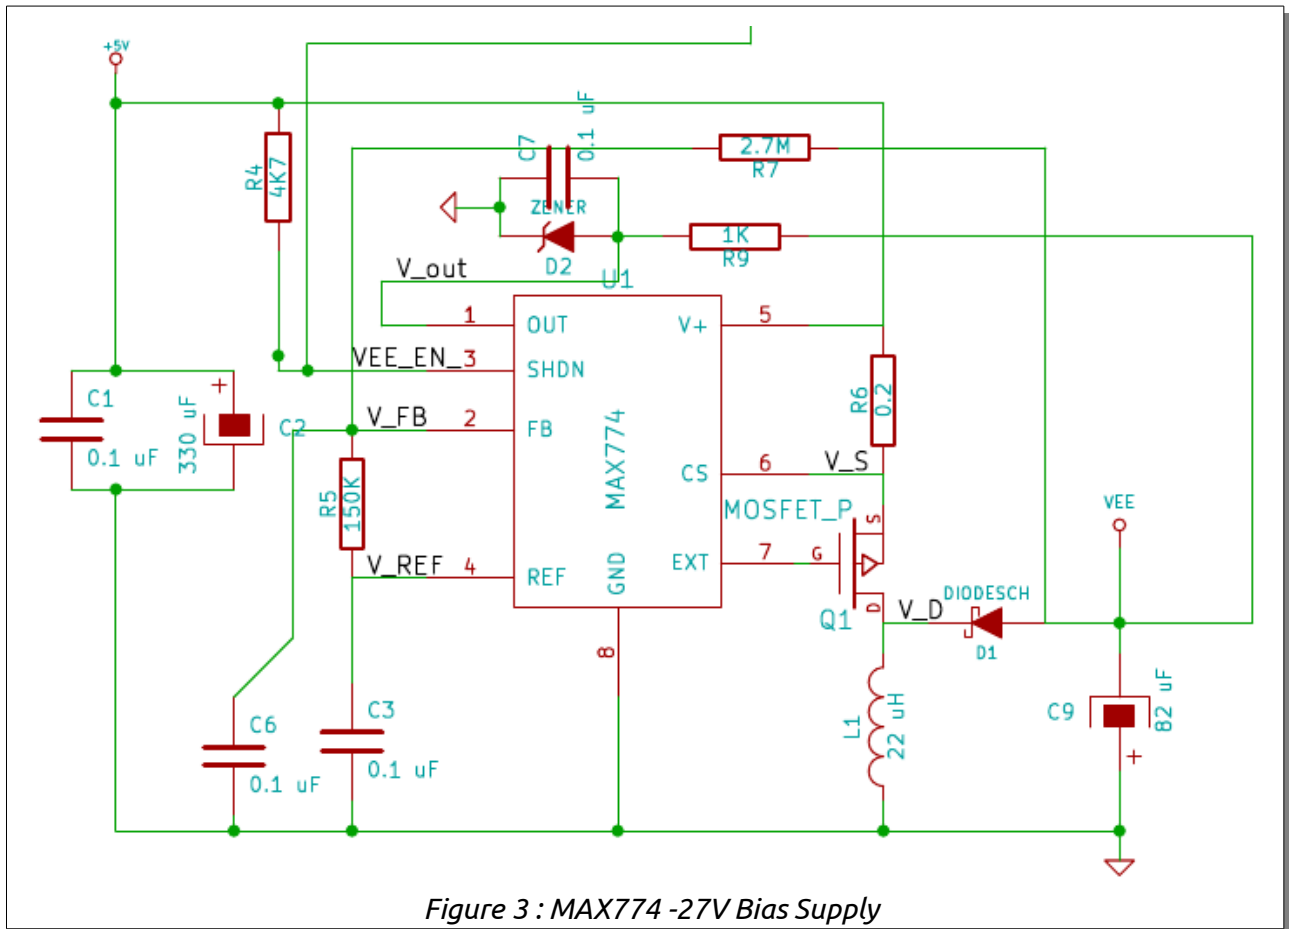 +5V
C7
0.1 uF
2.7M
R7
R4
4K7
ZENER
1K
R9
D2
V_out
U1
1
OUT
V+
5
VEE_EN_3
SHDN
R6
0.2
C1
0.1 uF
+
330 uF
C2
V_FB
2
FB
MAX774
CS
6
V_S
R5
150K
MOSFET_P
S
VEE
V_REF
4
REF
GND
EXT
7
G
D
Q1
V_D
DIODESCH
D1
8
C6
0.1 uF
C3
0.1 uF
L1
22 uH
C9
82 uF
+
Figure 3 : MAX774 -27V Bias Supply